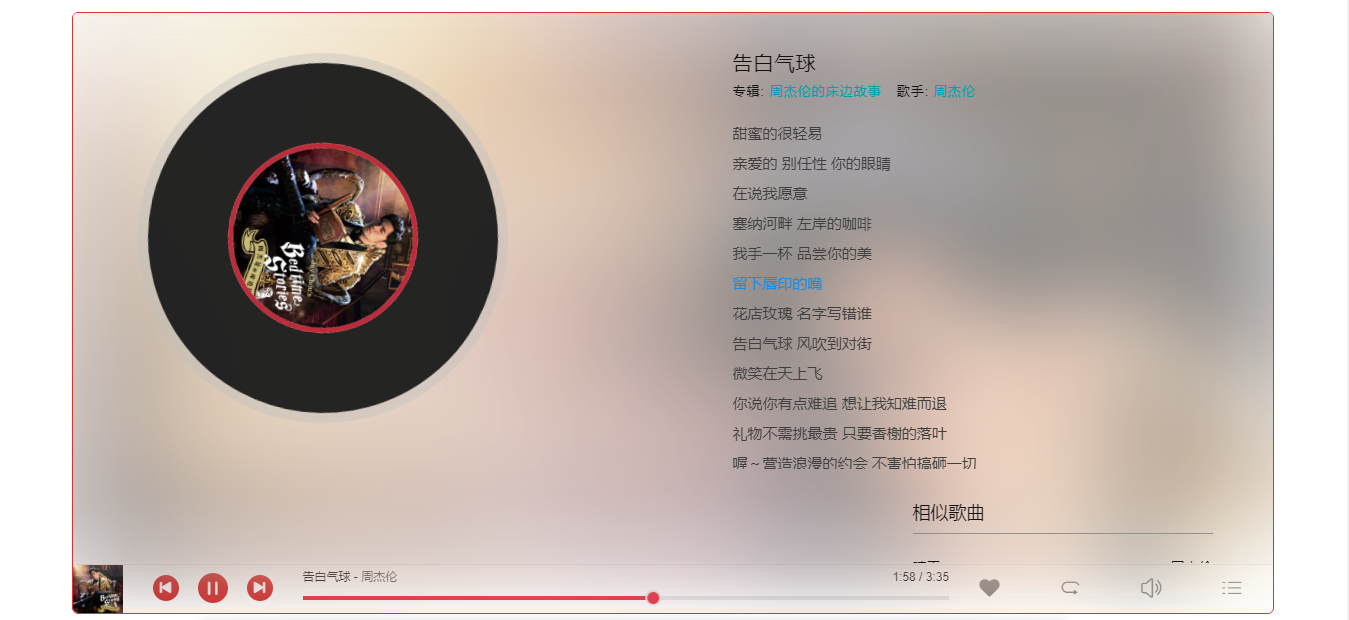 告白气球
专辑: 周杰伦的床边故事 歌手: 周杰伦
甜蜜的很轻易
亲爱的 别任性 你的眼睛
在说我愿意
塞纳河畔 左岸的咖啡
我手一杯 品尝你的美
留下唇印的嘴
花店玫瑰 名字写错谁
告白气球 风吹到对街
微笑在天上飞
你说你有点难追 想让我知难而退
礼物不需挑最贵 只要香榭的落叶
喔～营造浪漫的约会 不害怕搞砸一切
Bedtime
Stories
相似歌曲
告白气球 - 周杰伦
1:58 / 3:35